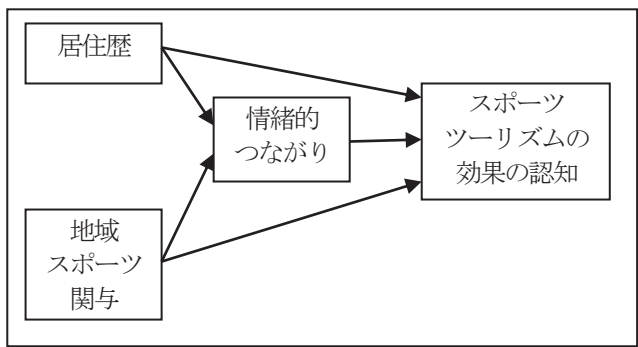 居住歴
情緒的
つながり
スポーツ
ツーリズムの
効果の認知
地域
スポーツ
関与